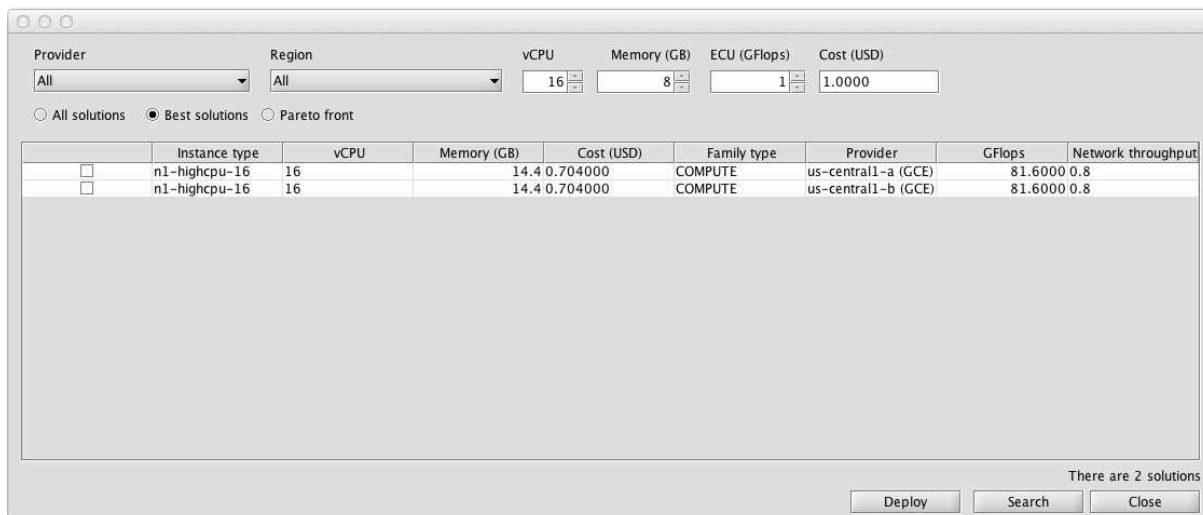 Provider Region vCPU Memory (GB) ECU (GFlops) Cost (USD)
All All 16 8 1 1.0000
All solutions Best solutions Pareto front
Instance type vCPU Memory (GB) Cost (USD) Family type Provider GFlops Network throughput
n1-highcpu-16 16 14.4 0.704000 COMPUTE us-central1-a (GCE) 81.6000 0.8
n1-highcpu-16 16 14.4 0.704000 COMPUTE us-central1-b (GCE) 81.6000 0.8
There are 2 solutions
Deploy Search Close